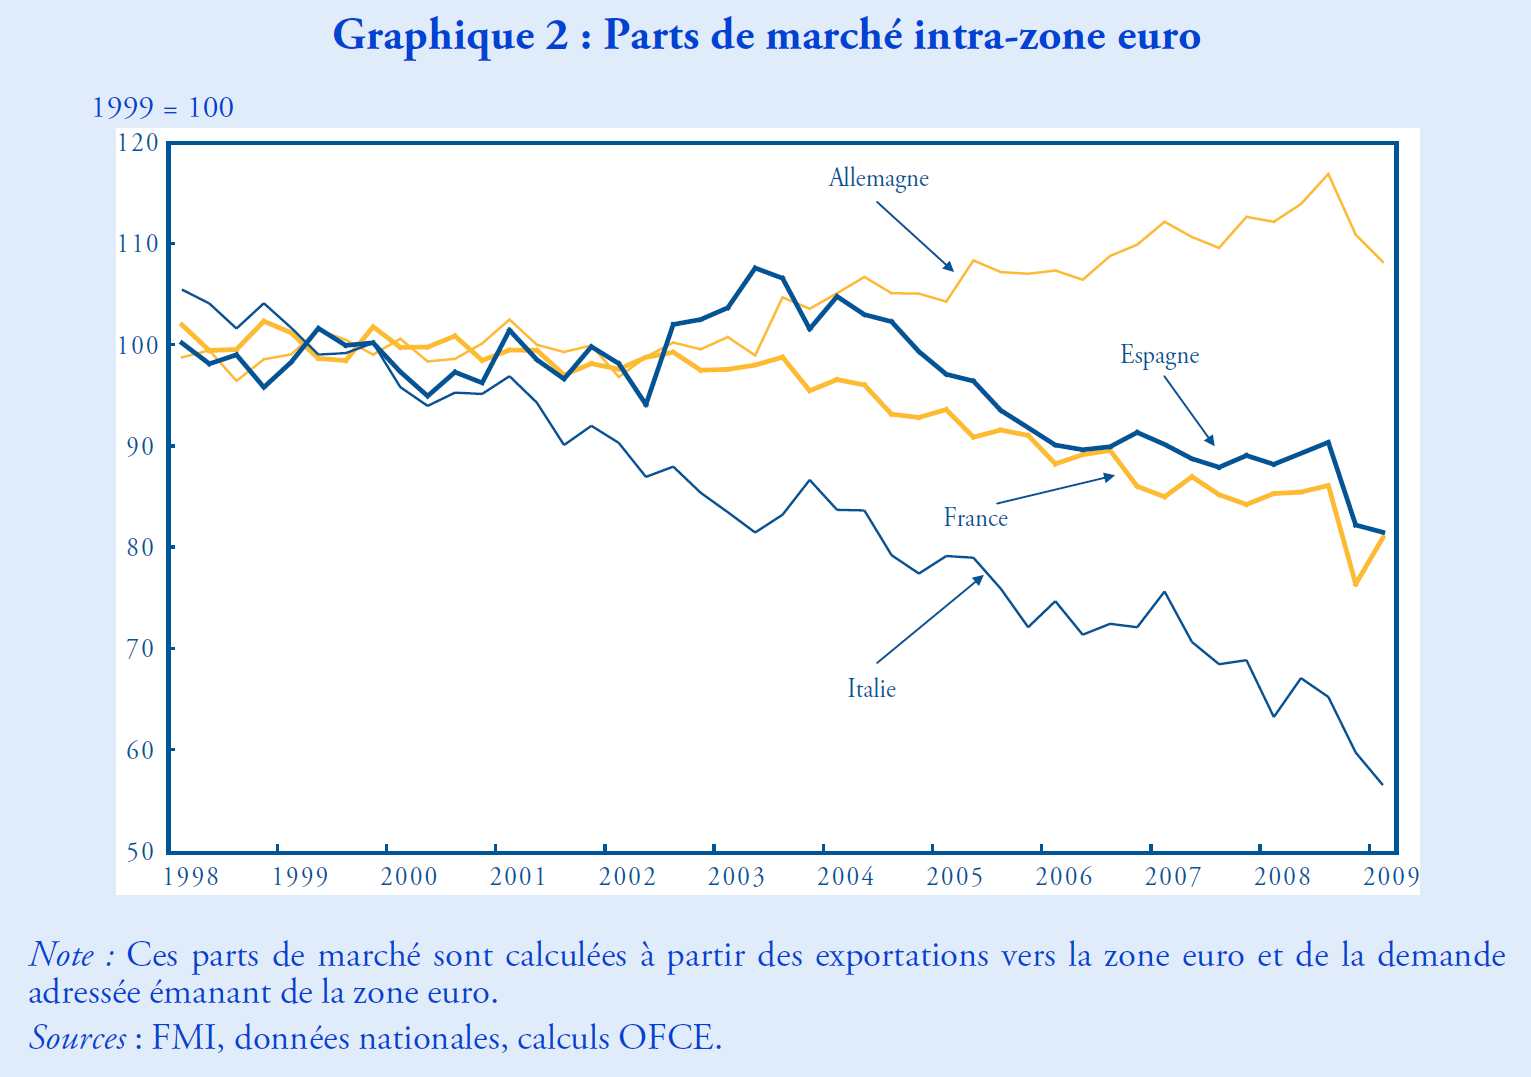 Graphique 2 : Parts de marché intra-zone euro
1999 = 100
120
Allemagne
110
100
Espagne
90
France
80
70
Italie
60
50
1998 1999 2000 2001 2002 2003 2004 2005 2006 2007 2008 2009
Note : Ces parts de marché sont calculées à partir des exportations vers la zone euro et de la demande
adressée émanant de la zone euro.
Sources : FMI, données nationales, calculs OFCE.